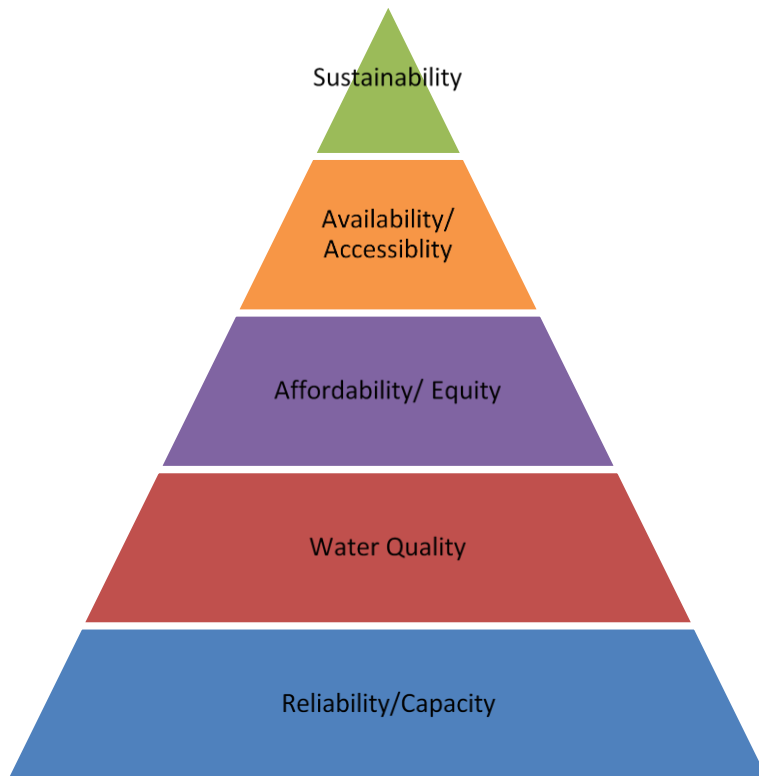 Sustainability
Availability/
Accessiblity
Affordability/ Equity
Water Quality
Reliability/Capacity